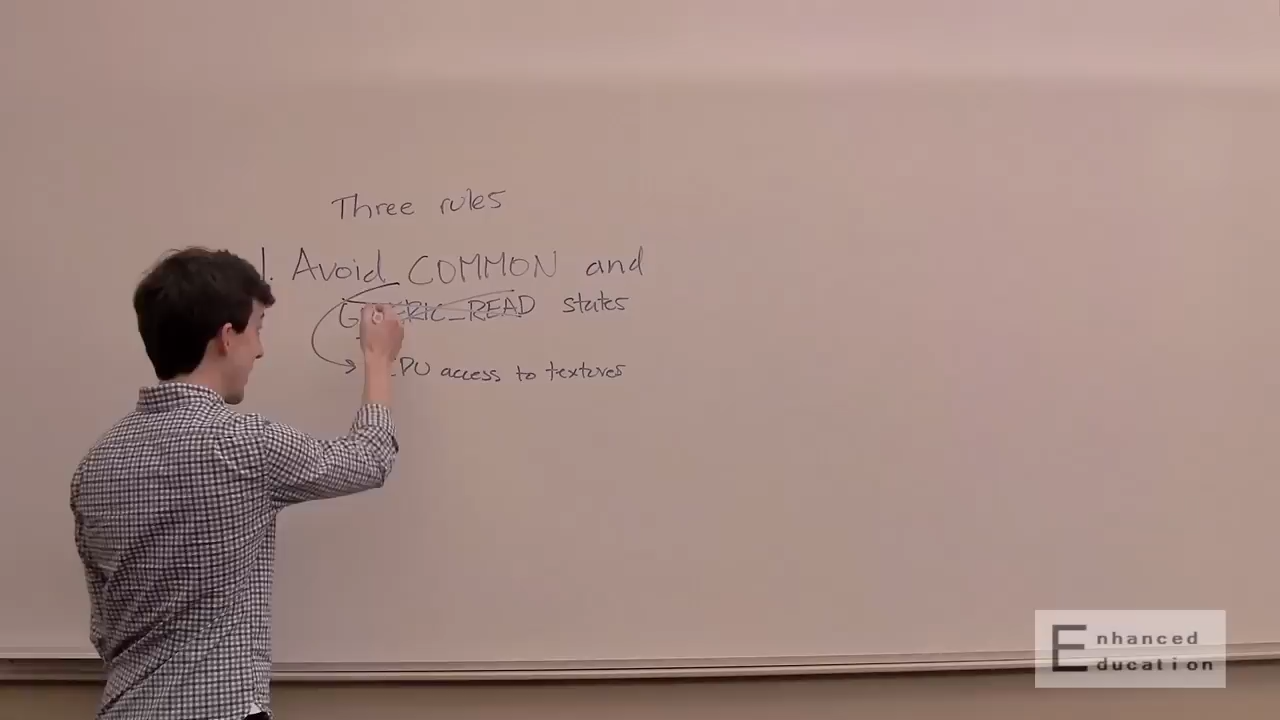 Three rules
1. Avoid COMMON and
GENERIC_READ states
CPU access to textures
Enhanced
Education